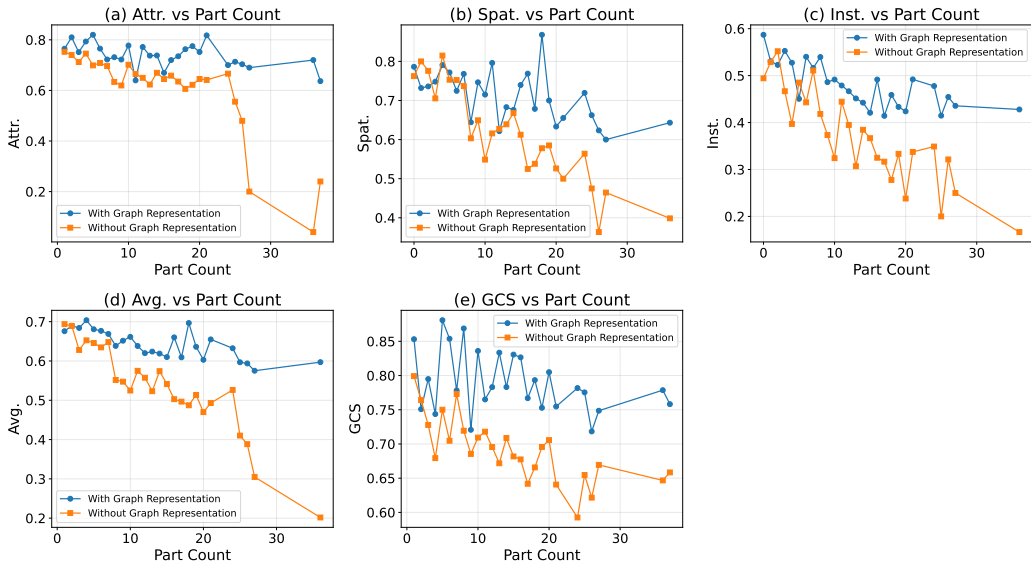 (a) Attr. vs Part Count
Attr.
0.8
0.6
0.4
0.2
0
10
20
30
Part Count
With Graph Representation
Without Graph Representation
(b) Spat. vs Part Count
Spat.
0.8
0.7
0.6
0.5
0.4
0
10
20
30
Part Count
With Graph Representation
Without Graph Representation
(c) Inst. vs Part Count
Inst.
0.6
0.5
0.4
0.3
0.2
0
10
20
30
Part Count
With Graph Representation
Without Graph Representation
(d) Avg. vs Part Count
Avg.
0.7
0.6
0.5
0.4
0.3
0.2
0
10
20
30
Part Count
With Graph Representation
Without Graph Representation
(e) GCS vs Part Count
GCS
0.85
0.80
0.75
0.70
0.65
0.60
0
10
20
30
Part Count
With Graph Representation
Without Graph Representation